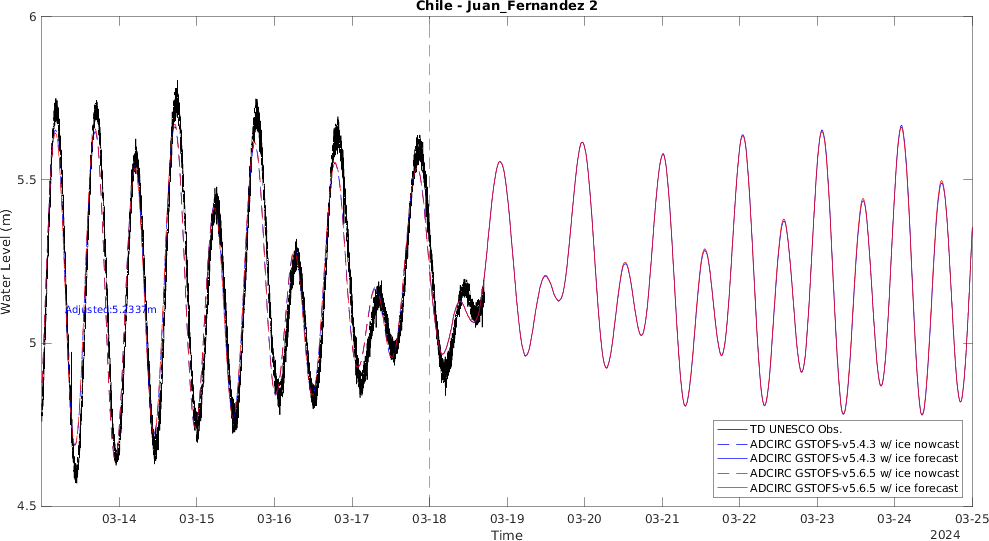 Chile - Juan_Fernandez 2
6
5.5
5
4.5
Water Level (m)
Adjusted:5.2337m
TD UNESCO Obs.
ADCIRC GSTOFS-v5.4.3 w/ ice nowcast
ADCIRC GSTOFS-v5.4.3 w/ ice forecast
ADCIRC GSTOFS-v5.6.5 w/ ice nowcast
ADCIRC GSTOFS-v5.6.5 w/ ice forecast
03-14 03-15 03-16 03-17 03-18 03-19 03-20 03-21 03-22 03-23 03-24 03-25
Time
2024